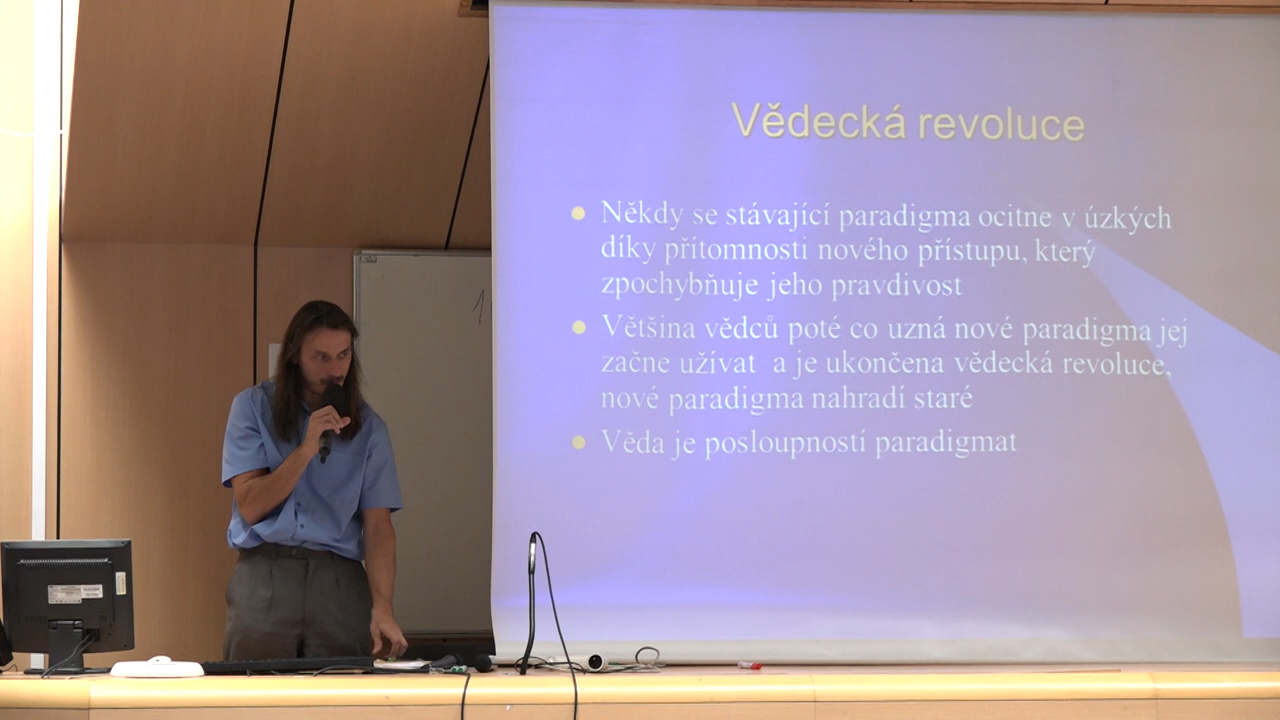 Vědecká revoluce
Někdy se stávající paradigma ocitne v úzkých
díky přítomnosti nového přístupu, který
zpochybňuje jeho pravdivost
Většina vědců poté co uzná nové paradigma jej
začne užívat a je ukončena vědecká revoluce,
nové paradigma nahradí staré
Věda je posloupností paradigmat